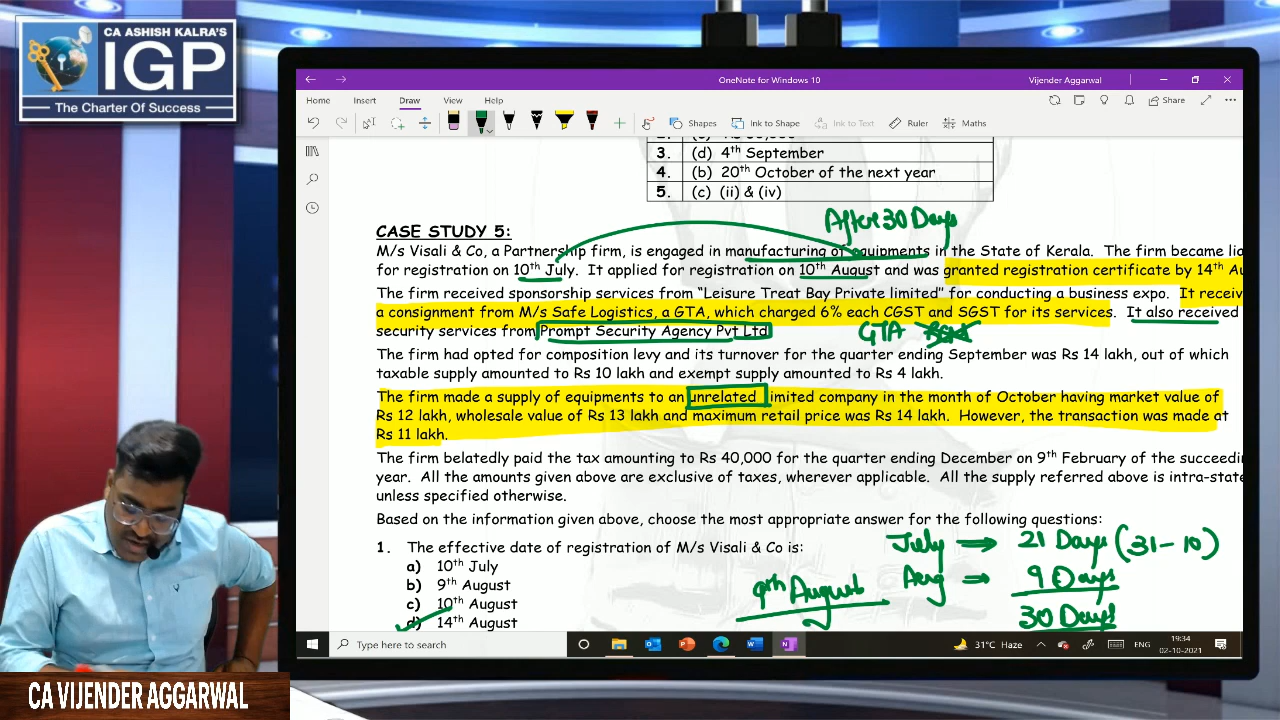 CA ASHISH KALRA'S
IGP
The Charter Of Success
OneNote for Windows 10
Vijender Aggarwal
Home Insert Draw View Help
Share
Shapes Ink to Shape Ink to Text Ruler Maths
3. (d) 4th September
4. (b) 20th October of the next year
5. (c) (ii) & (iv)
After 30 Days
CASE STUDY 5:
M/s Visali & Co, a Partnership firm, is engaged in manufacturing of equipments in the State of Kerala. The firm became lia
for registration on 10th July. It applied for registration on 10th August and was granted registration certificate by 14th Au
The firm received sponsorship services from "Leisure Treat Bay Private limited" for conducting a business expo. It receiv
a consignment from M/s Safe Logistics, a GTA, which charged 6% each CGST and SGST for its services. It also received
security services from Prompt Security Agency Pvt Ltd
GTA
The firm had opted for composition levy and its turnover for the quarter ending September was Rs 14 lakh, out of which
taxable supply amounted to Rs 10 lakh and exempt supply amounted to Rs 4 lakh.
The firm made a supply of equipments to an unrelated limited company in the month of October having market value of
Rs 12 lakh, wholesale value of Rs 13 lakh and maximum retail price was Rs 14 lakh. However, the transaction was made at
Rs 11 lakh.
The firm belatedly paid the tax amounting to Rs 40,000 for the quarter ending December on 9th February of the succeedi
year. All the amounts given above are exclusive of taxes, wherever applicable. All the supply referred above is intra-state
unless specified otherwise.
Based on the information given above, choose the most appropriate answer for the following questions:
1. The effective date of registration of M/s Visali & Co is:
a) 10th July
b) 9th August
c) 10th August
d) 14th August
July ⇒ 21 Days (31-10)
Aug ⇒ 9 Days
30 Days
9th August
Type here to search
31°C Haze
ENG
19:34
02-10-2021
CA VIJENDER AGGARWAL